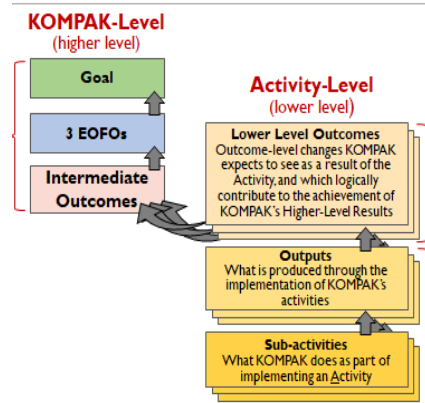 KOMPAK-Level
(higher level)
Goal
3 EOFOs
Intermediate
Outcomes
Activity-Level
(lower level)
Lower Level Outcomes
Outcome-level changes KOMPAK
expects to see as a result of the
Activity, and which logically
contribute to the achievement of
KOMPAK's Higher-Level Results
Outputs
What is produced through the
implementation of KOMPAK's
activities
Sub-activities
What KOMPAK does as part of
implementing an Activity